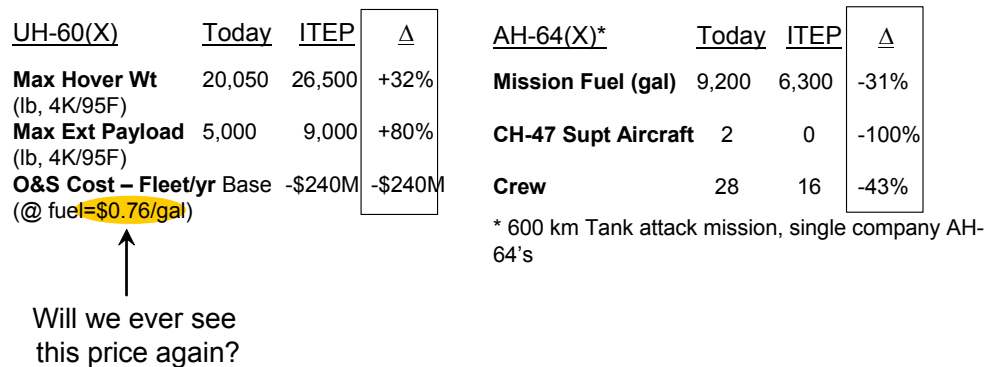 UH-60(X) Today ITEP Δ
Max Hover Wt 20,050 26,500 +32%
(lb, 4K/95F)
Max Ext Payload 5,000 9,000 +80%
(lb, 4K/95F)
O&S Cost – Fleet/yr Base -$240M -$240M
(@ fuel=$0.76/gal)
Will we ever see
this price again?
AH-64(X)* Today ITEP Δ
Mission Fuel (gal) 9,200 6,300 -31%
CH-47 Supt Aircraft 2 0 -100%
Crew 28 16 -43%
* 600 km Tank attack mission, single company AH-
64's